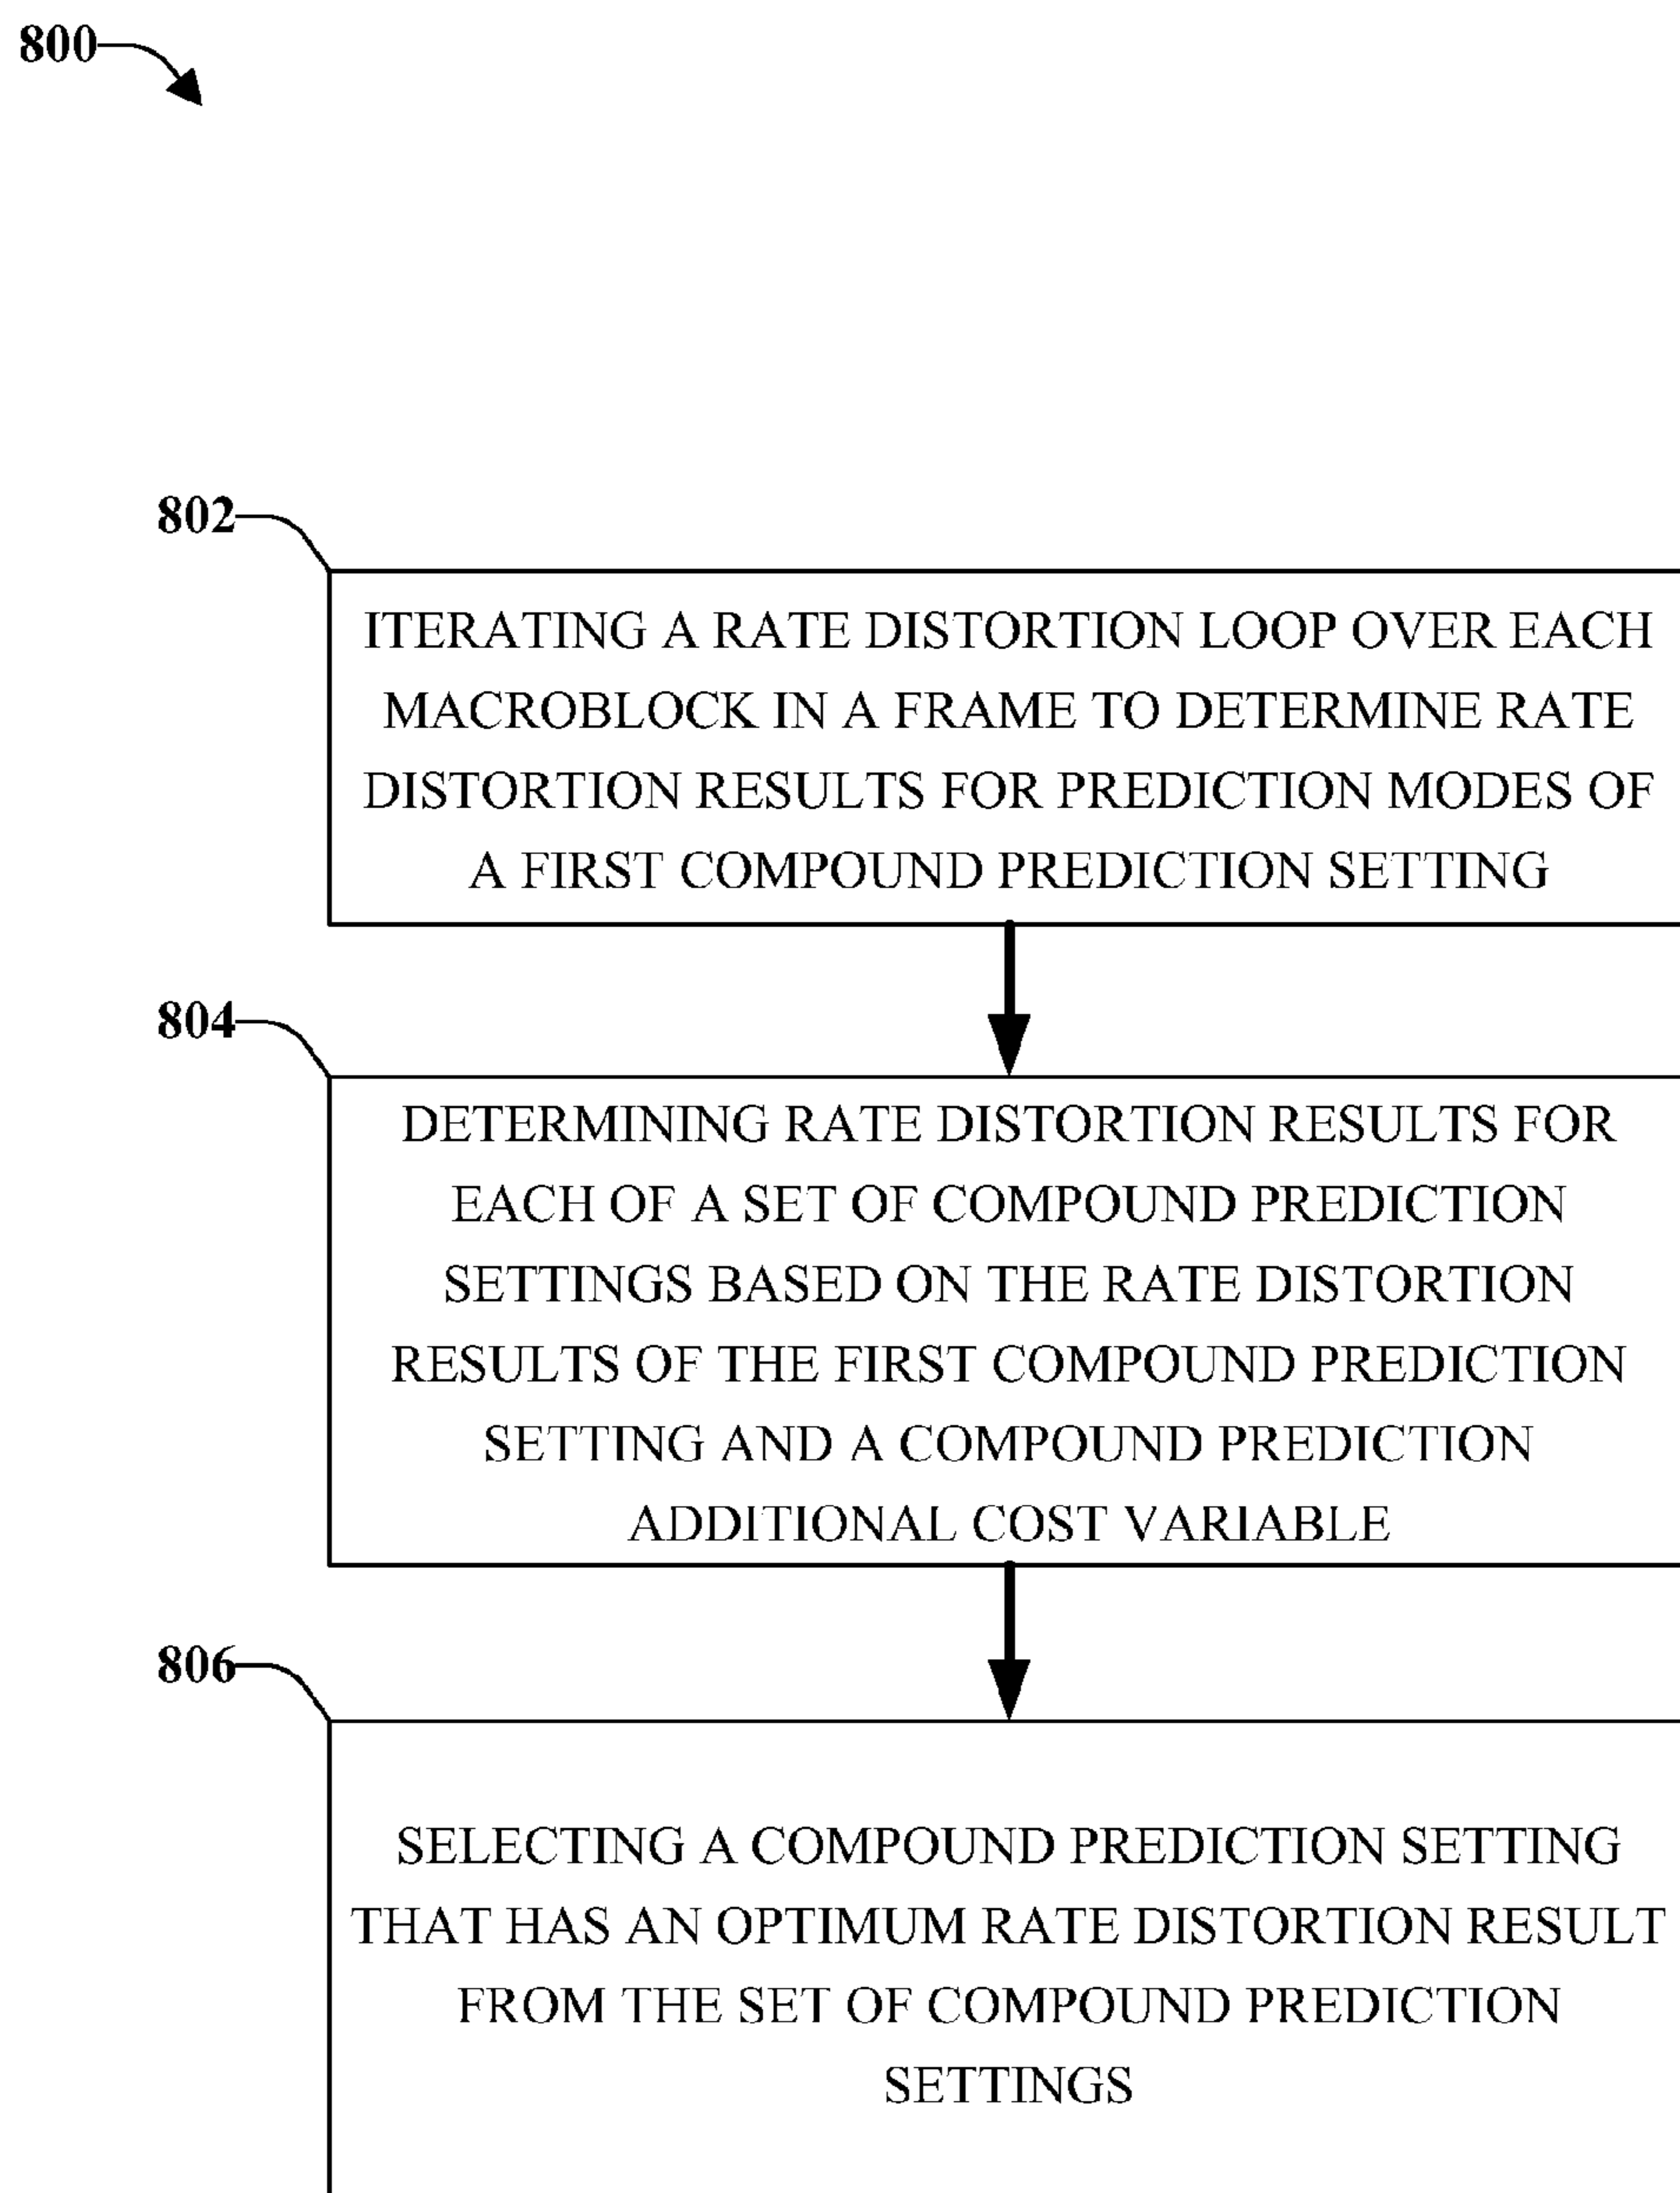 800
802
ITERATING A RATE DISTORTION LOOP OVER EACH
MACROBLOCK IN A FRAME TO DETERMINE RATE
DISTORTION RESULTS FOR PREDICTION MODES OF
A FIRST COMPOUND PREDICTION SETTING
804
DETERMINING RATE DISTORTION RESULTS FOR
EACH OF A SET OF COMPOUND PREDICTION
SETTINGS BASED ON THE RATE DISTORTION
RESULTS OF THE FIRST COMPOUND PREDICTION
SETTING AND A COMPOUND PREDICTION
ADDITIONAL COST VARIABLE
806
SELECTING A COMPOUND PREDICTION SETTING
THAT HAS AN OPTIMUM RATE DISTORTION RESULT
FROM THE SET OF COMPOUND PREDICTION
SETTINGS